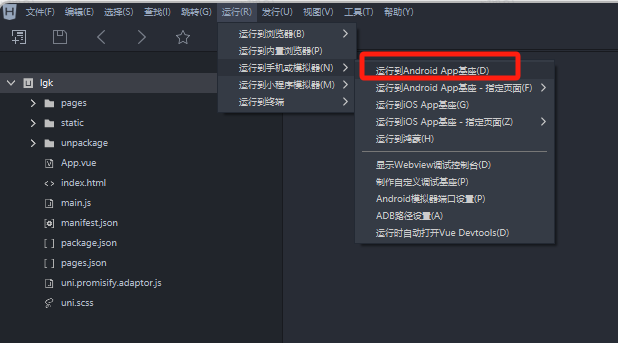 文件(F) 编辑(E) 选择(S) 查找(I) 跳转(G) 运行(R) 发行(U) 视图(V) 工具(T) 帮助(Y)
运行到浏览器(B)
运行到内置浏览器(P)
运行到手机或模拟器(N)
运行到小程序模拟器(M)
运行到终端
运行到Android App基座(D)
运行到Android App基座 - 指定页面(F)
运行到iOS App基座(G)
运行到iOS App基座 - 指定页面(Z)
运行到鸿蒙(H)
显示Webview调试控制台(D)
制作自定义调试基座(P)
Android模拟器端口设置(P)
ADB路径设置(A)
运行时自动打开Vue Devtools(D)
lgk
pages
static
unpackage
App.vue
index.html
main.js
manifest.json
package.json
pages.json
uni.promisify.adaptor.js
uni.scss